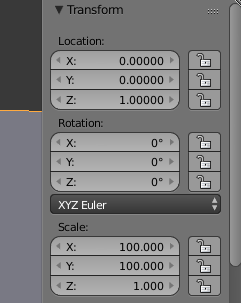 Transform
Location:
X: 0.00000
Y: 0.00000
Z: 1.00000
Rotation:
X: 0°
Y: 0°
Z: 0°
XYZ Euler
Scale:
X: 100.000
Y: 100.000
Z: 1.000